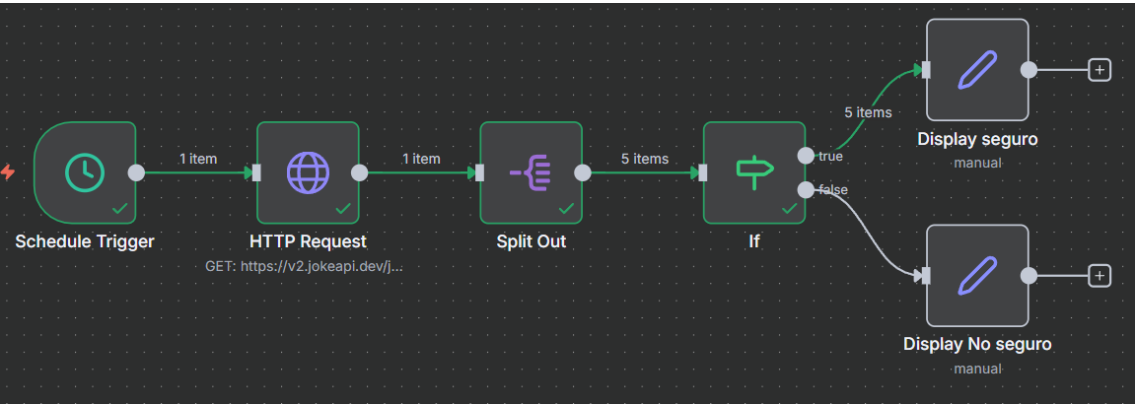 1 item
1 item
5 items
5 items
true
false
Schedule Trigger
HTTP Request
GET: https://v2.jokeapi.dev/j...
Split Out
If
Display seguro
manual
Display No seguro
manual